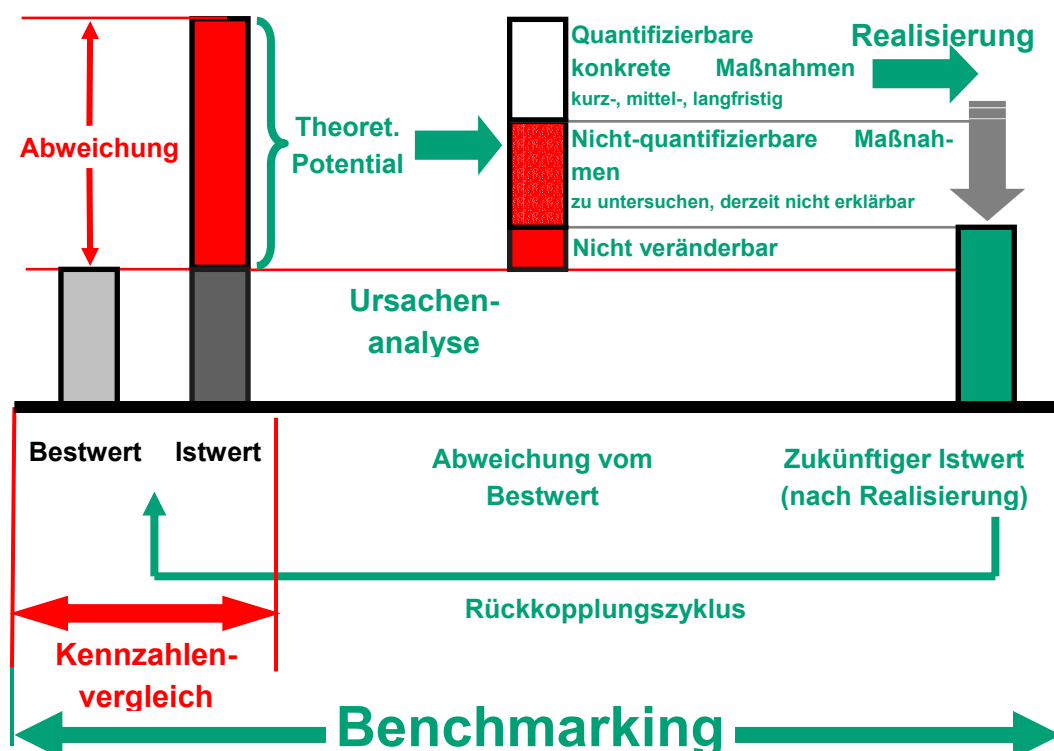 Abweichung
Theoret.
Potential
Quantifizierbare
konkrete Maßnahmen
kurz-, mittel-, langfristig
Realisierung
Nicht-quantifizierbare Maßnah-
men
zu untersuchen, derzeit nicht erklärbar
Nicht veränderbar
Ursachen-
analyse
Bestwert
Istwert
Abweichung vom
Bestwert
Zukünftiger Istwert
(nach Realisierung)
Rückkopplungszyklus
Kennzahlen-
vergleich
Benchmarking